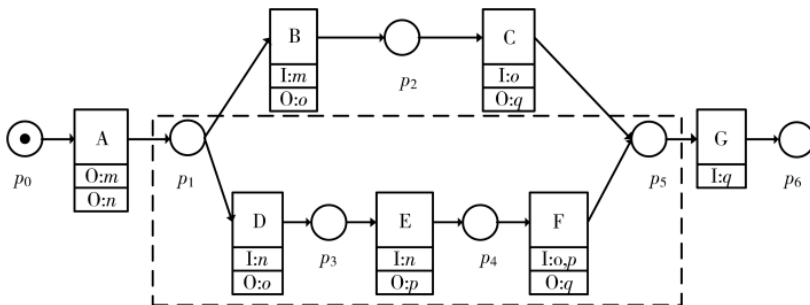 B
C
I:m
O:o
p2
I:o
O:q
A
G
O:m
O:n
p0
p1
p5
I:q
p6
D
E
F
I:n
O:o
p3
I:n
O:p
p4
I:o,p
O:q